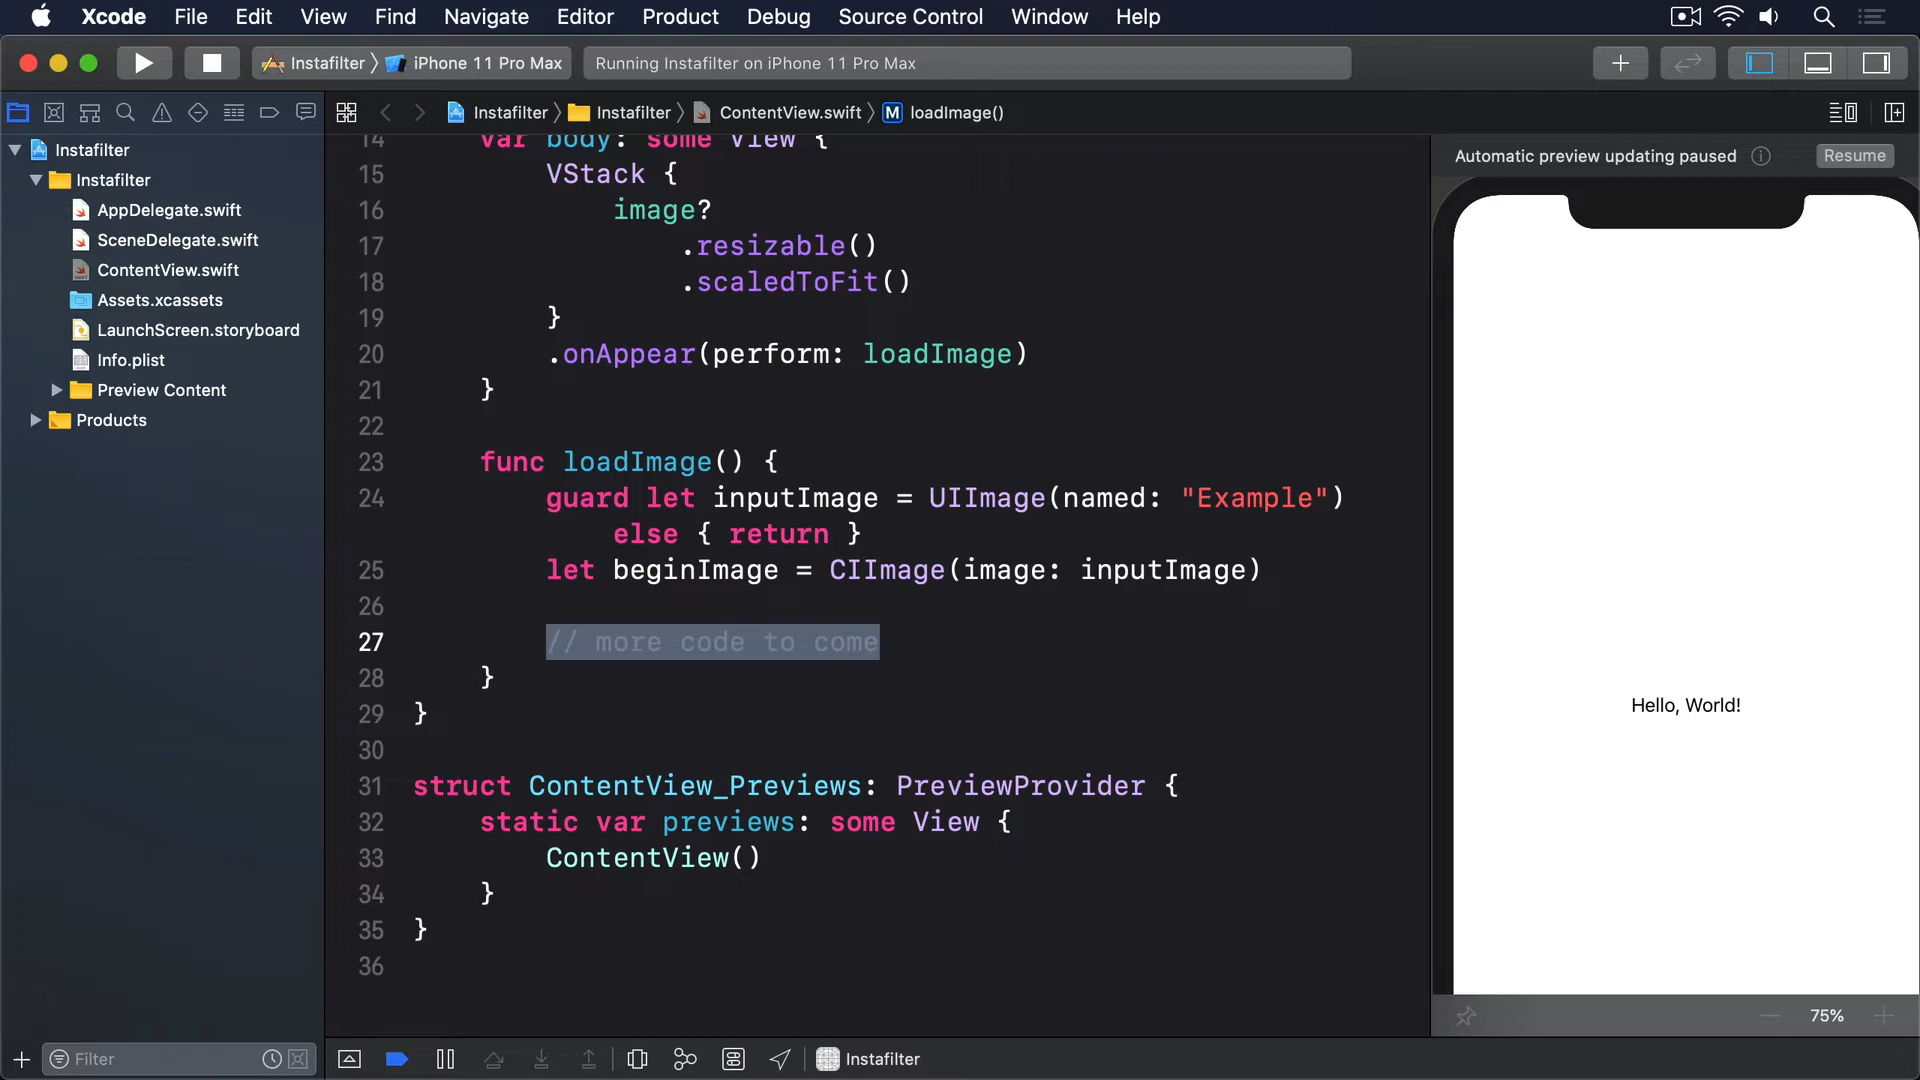 Xcode File Edit View Find Navigate Editor Product Debug Source Control Window Help
Instafilter iPhone 11 Pro Max Running Instafilter on iPhone 11 Pro Max
Instafilter Instafilter ContentView.swift M loadImage()
Instafilter
Instafilter
AppDelegate.swift
SceneDelegate.swift
ContentView.swift
Assets.xcassets
LaunchScreen.storyboard
Info.plist
Preview Content
Products
Filter
14 var body: some View {
15 VStack {
16 image?
17 .resizable()
18 .scaledToFit()
19 }
20 .onAppear(perform: loadImage)
21 }
22
23 func loadImage() {
24 guard let inputImage = UIImage(named: "Example")
else { return }
25 let beginImage = CIImage(image: inputImage)
26
27 // more code to come
28 }
29 }
30
31 struct ContentView_Previews: PreviewProvider {
32 static var previews: some View {
33 ContentView()
34 }
35 }
36
Automatic preview updating paused Resume
Hello, World!
75%
Instafilter